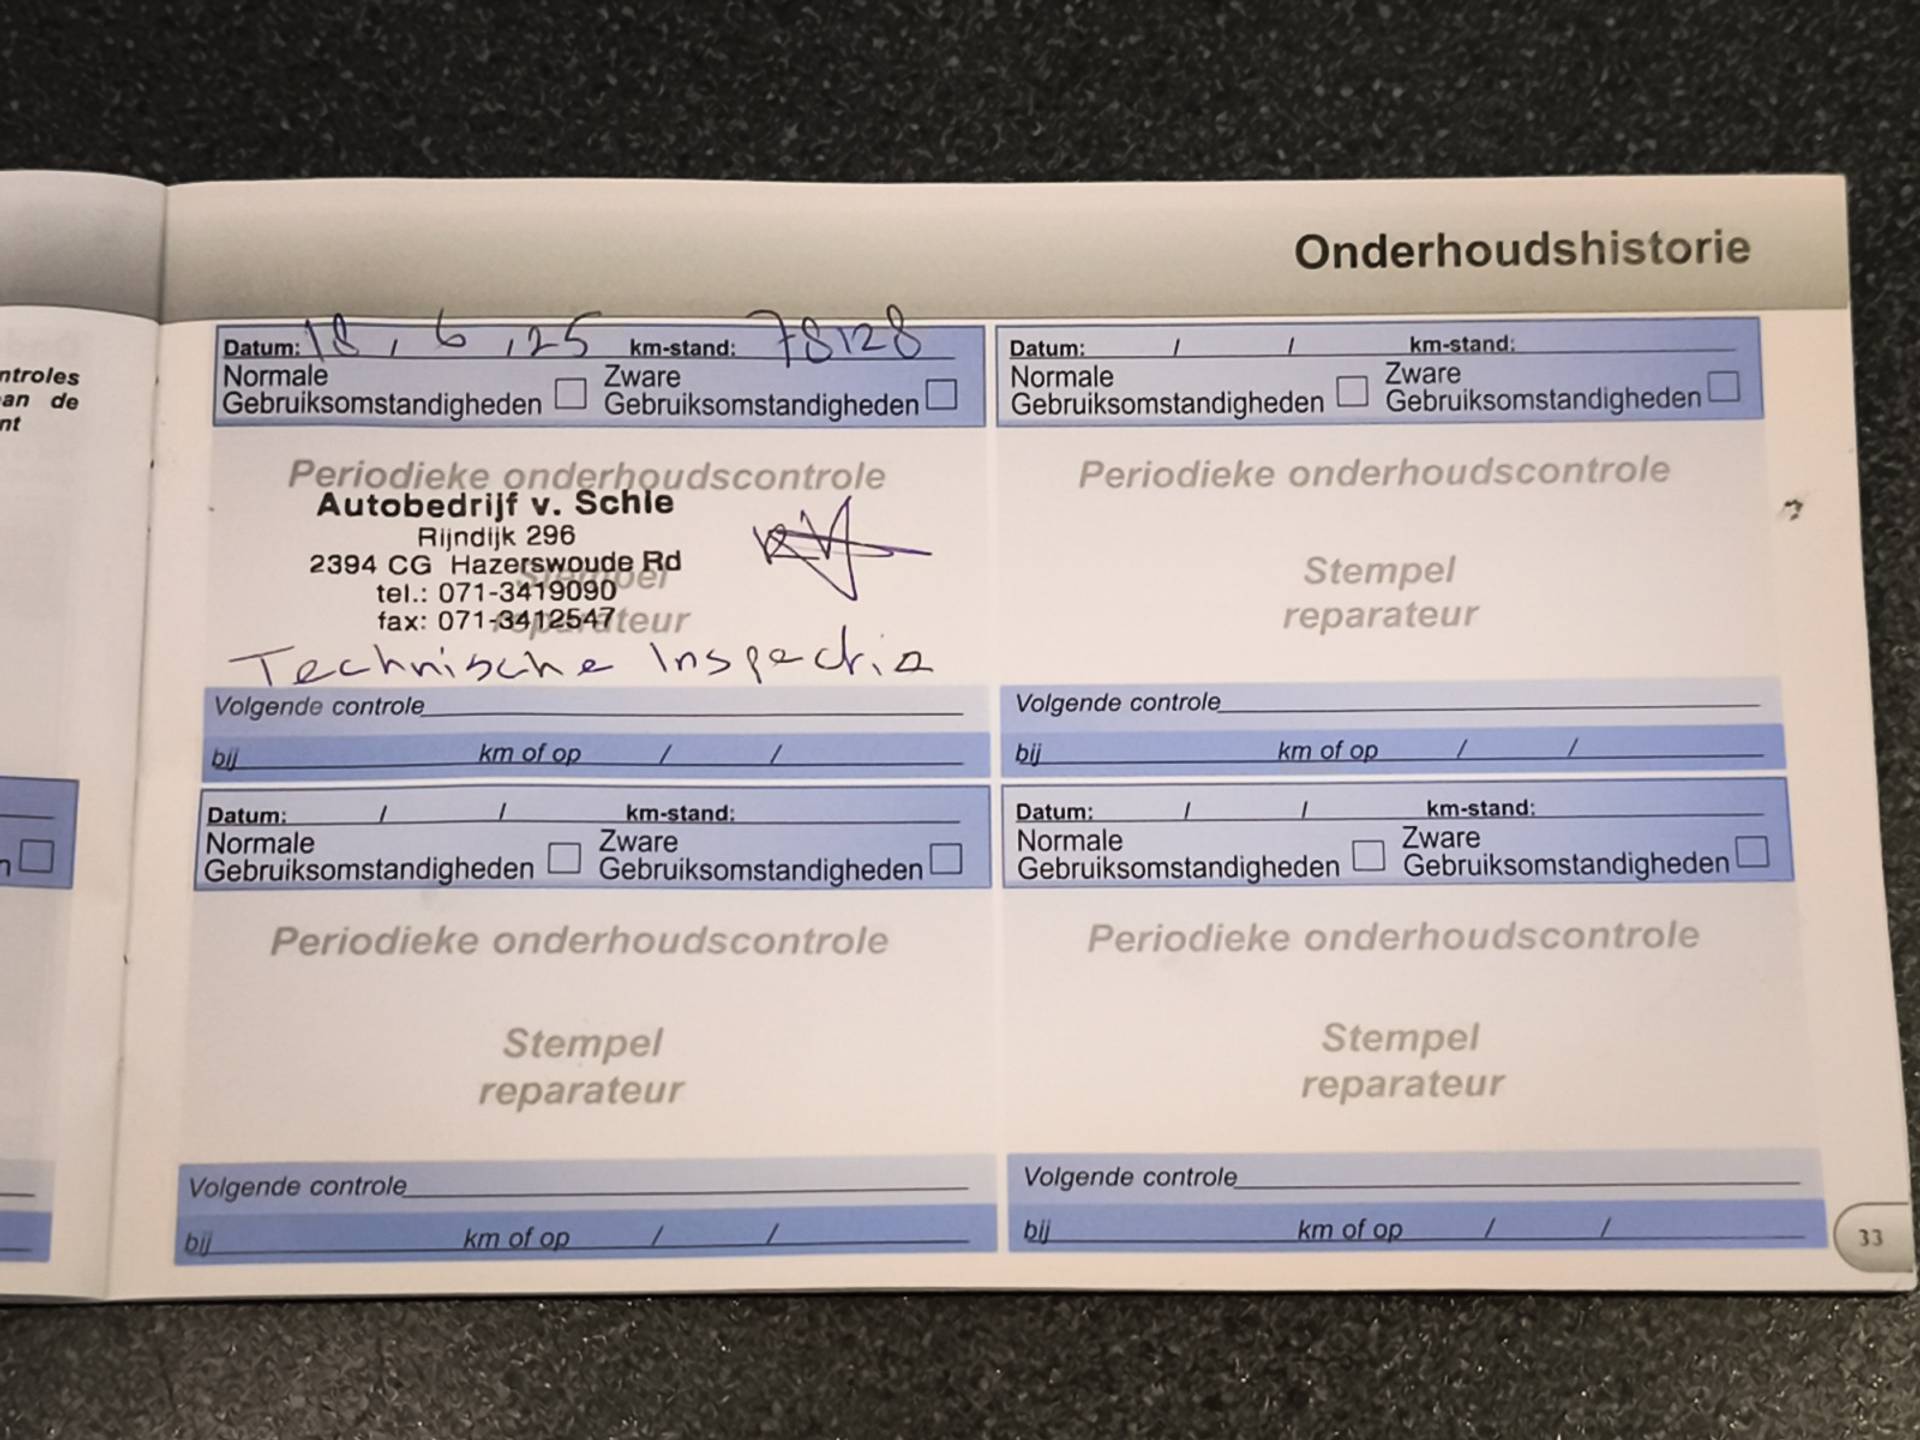 ntroles
an de
nt
Onderhoudshistorie
Datum: 18 / 6 / 25 km-stand: 78128
Normale Zware
Gebruiksomstandigheden Gebruiksomstandigheden
Periodieke onderhoudscontrole
Autobedrijf v. Schie
Rijndijk 296
2394 CG Hazerswoude Rd
Stempel
tel.: 071-3419090
fax: 071-3412547
reparateur
Technische Inspectie
Volgende controle
bij km of op / /
Datum: / / km-stand:
Normale Zware
Gebruiksomstandigheden Gebruiksomstandigheden
Periodieke onderhoudscontrole
Stempel
reparateur
Volgende controle
bij km of op / /
Datum: / / km-stand:
Normale Zware
Gebruiksomstandigheden Gebruiksomstandigheden
Periodieke onderhoudscontrole
Stempel
reparateur
Volgende controle
bij km of op / /
Datum: / / km-stand:
Normale Zware
Gebruiksomstandigheden Gebruiksomstandigheden
Periodieke onderhoudscontrole
Stempel
reparateur
Volgende controle
bij km of op / /
33